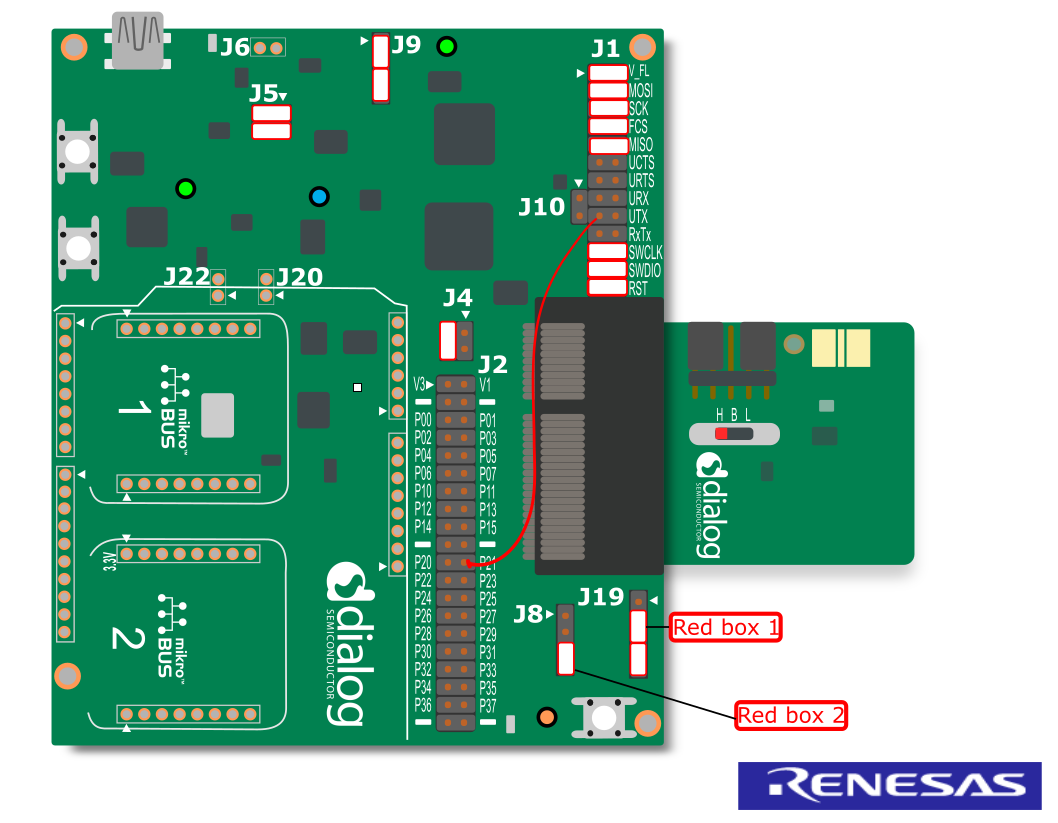 J6
J9
J1
V_FL
MOSI
SCK
FCS
MISO
UCTS
URTS
URX
UTX
RxTx
SWCLK
SWDIO
RST
J5
J10
J22
J20
J4
J2
V3 V1
P00 P01
P02 P03
P04 P05
P06 P07
P10 P11
P12 P13
P14 P15
P20 P21
P22 P23
P24 P25
P26 P27
P28 P29
P30 P31
P32 P33
P34 P35
P36 P37
1
mikro™
BUS
3.3V
2
mikro™
BUS
dialog
SEMICONDUCTOR
H B L
dialog
SEMICONDUCTOR
J8
J19
Red box 1
Red box 2
RENESAS